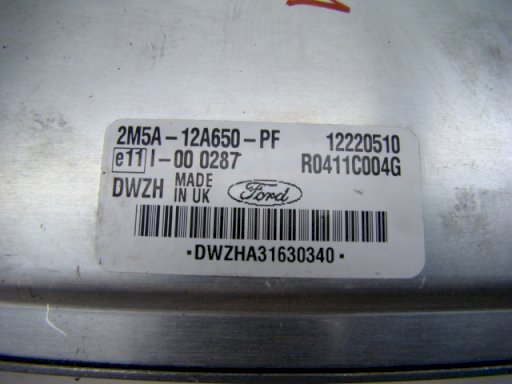 2M5A-12A650-PF 12220510
e11 I-00 0287 R0411C004G
DWZH MADE IN UK Ford
·DWZHA31630340·